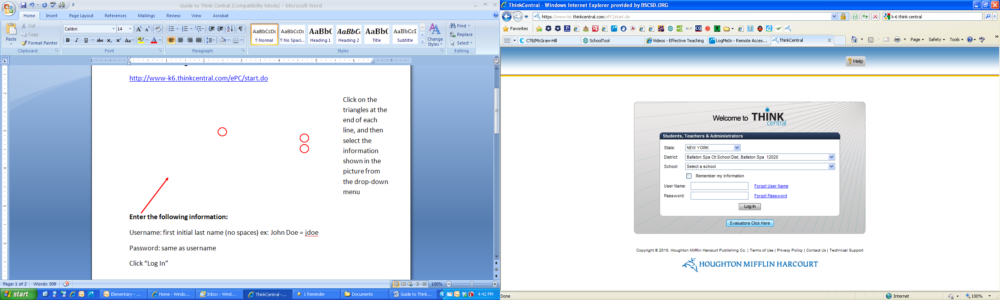 Guide to Think Central [Compatibility Mode] - Microsoft Word
Home Insert Page Layout References Mailings Review View Acrobat
Paste
Cut
Copy
Format Painter
Clipboard
Calibri 14
Font
Paragraph
AaBbCcDc AaBbCcDc AaBbC AaBbCc AaBbC AaBbCcI
¶ Normal ¶ No Spaci... Heading 1 Heading 2 Title Subtitle
Change Styles
Styles
Find
Replace
Select
Editing
http://www-k6.thinkcentral.com/ePC/start.do
Click on the
triangles at the
end of each
line, and then
select the
information
shown in the
picture from
the drop-down
menu
Enter the following information:
Username: first initial last name (no spaces) ex: John Doe = jdoe
Password: same as username
Click “Log In”
Page: 1 of 2 Words: 309
100%
start
Elementary - ...
Home - Windo...
Inbox - Wind...
ThinkCentral -...
1 Reminder
Documents
Guide to Think...
4:42 PM
ThinkCentral - Windows Internet Explorer provided by BSCSD.ORG
https://www-k6.thinkcentral.com/ePC/start.do
k-6 think central
Favorites
CTB/McGraw-Hill
SchoolTool
Videos - Effective Teaching
LogMeIn - Remote Acces...
ThinkCentral
Page Safety Tools
Help
Welcome to THINK central
Students, Teachers & Administrators
State: NEW YORK
District: Ballston Spa Ctl School Dist, Ballston Spa 12020
School: Select a school
Remember my information
User Name: Forgot User Name
Password: Forgot Password
Log In
Evaluators Click Here
Copyright © 2010, Houghton Mifflin Harcourt Publishing Co. | Terms of Use | Privacy Policy | Contact Us | Technical Support
HOUGHTON MIFFLIN HARCOURT
Done
Internet
100%